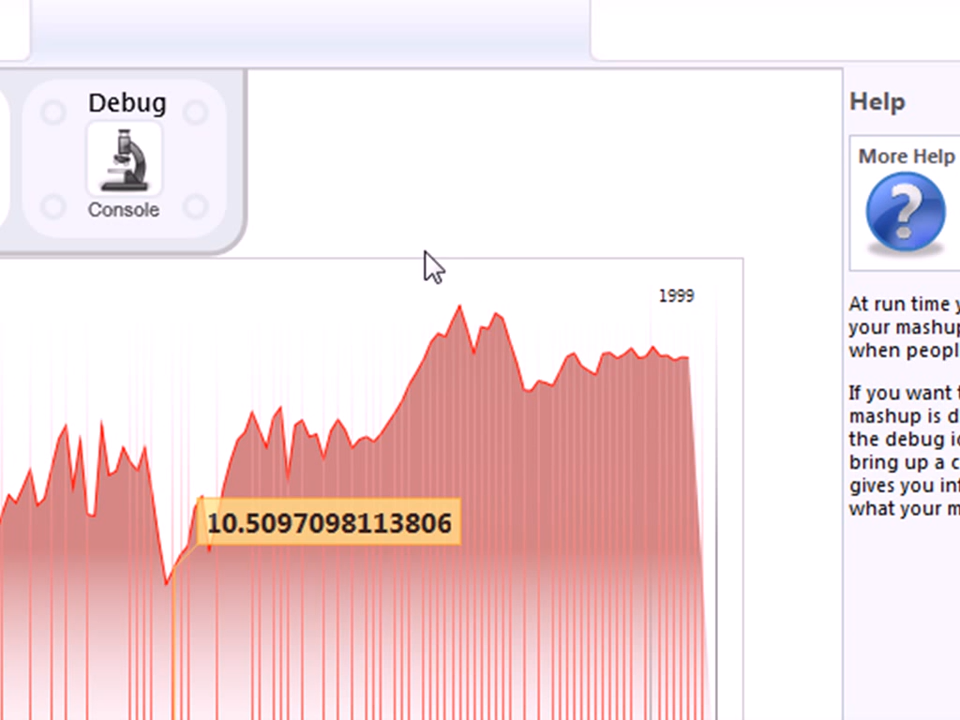 Debug
Console
1999
10.5097098113806
Help
More Help
At run time
your mashup
when peopl
If you want
mashup is d
the debug ic
bring up a c
gives you inf
what your m